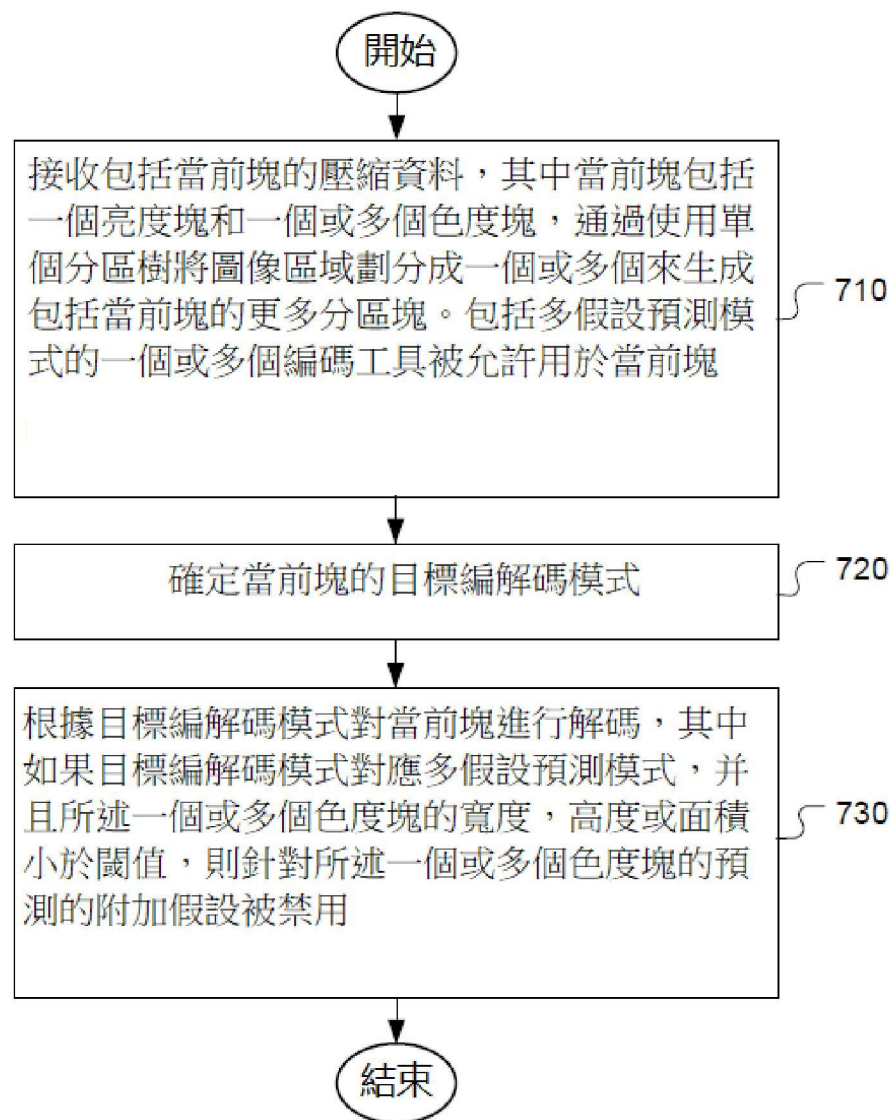 開始
接收包括當前塊的壓縮資料，其中當前塊包括
一個亮度塊和一個或多個色度塊，通過使用單
個分區樹將圖像區域劃分成一個或多個來生成
包括當前塊的更多分區塊。包括多假設預測模
式的一個或多個編碼工具被允許用於當前塊
710
確定當前塊的目標編解碼模式
720
根據目標編解碼模式對當前塊進行解碼，其中
如果目標編解碼模式對應多假設預測模式，并
且所述一個或多個色度塊的寬度，高度或面積
小於閾值，則針對所述一個或多個色度塊的預
測的附加假設被禁用
730
結束